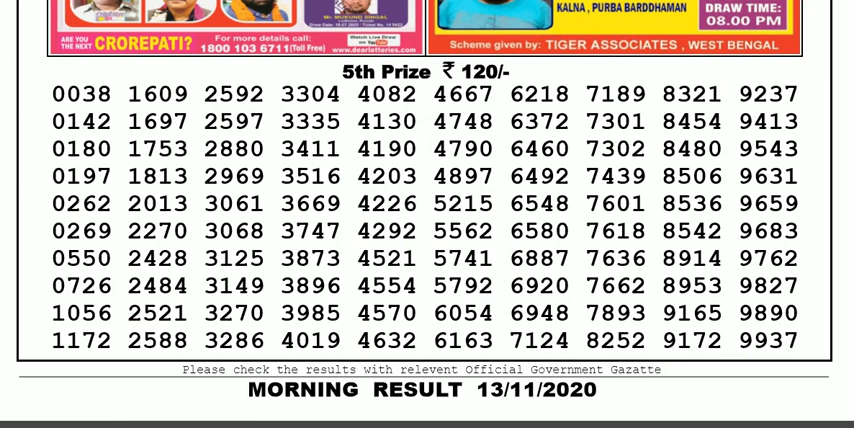 KALNA , PURBA BARDDHAMAN
DRAW TIME:
08.00 PM
Mr. MUKUND SINGAL
ARE YOU
THE NEXT
CROREPATI?
For more details call:
1800 103 6711(Toll Free)
Watch Live Draw
on YouTube
www.dearlotteries.com
Scheme given by: TIGER ASSOCIATES , WEST BENGAL
5th Prize ₹ 120/-
0038 1609 2592 3304 4082 4667 6218 7189 8321 9237
0142 1697 2597 3335 4130 4748 6372 7301 8454 9413
0180 1753 2880 3411 4190 4790 6460 7302 8480 9543
0197 1813 2969 3516 4203 4897 6492 7439 8506 9631
0262 2013 3061 3669 4226 5215 6548 7601 8536 9659
0269 2270 3068 3747 4292 5562 6580 7618 8542 9683
0550 2428 3125 3873 4521 5741 6887 7636 8914 9762
0726 2484 3149 3896 4554 5792 6920 7662 8953 9827
1056 2521 3270 3985 4570 6054 6948 7893 9165 9890
1172 2588 3286 4019 4632 6163 7124 8252 9172 9937
Please check the results with relevent Official Government Gazatte
MORNING RESULT 13/11/2020